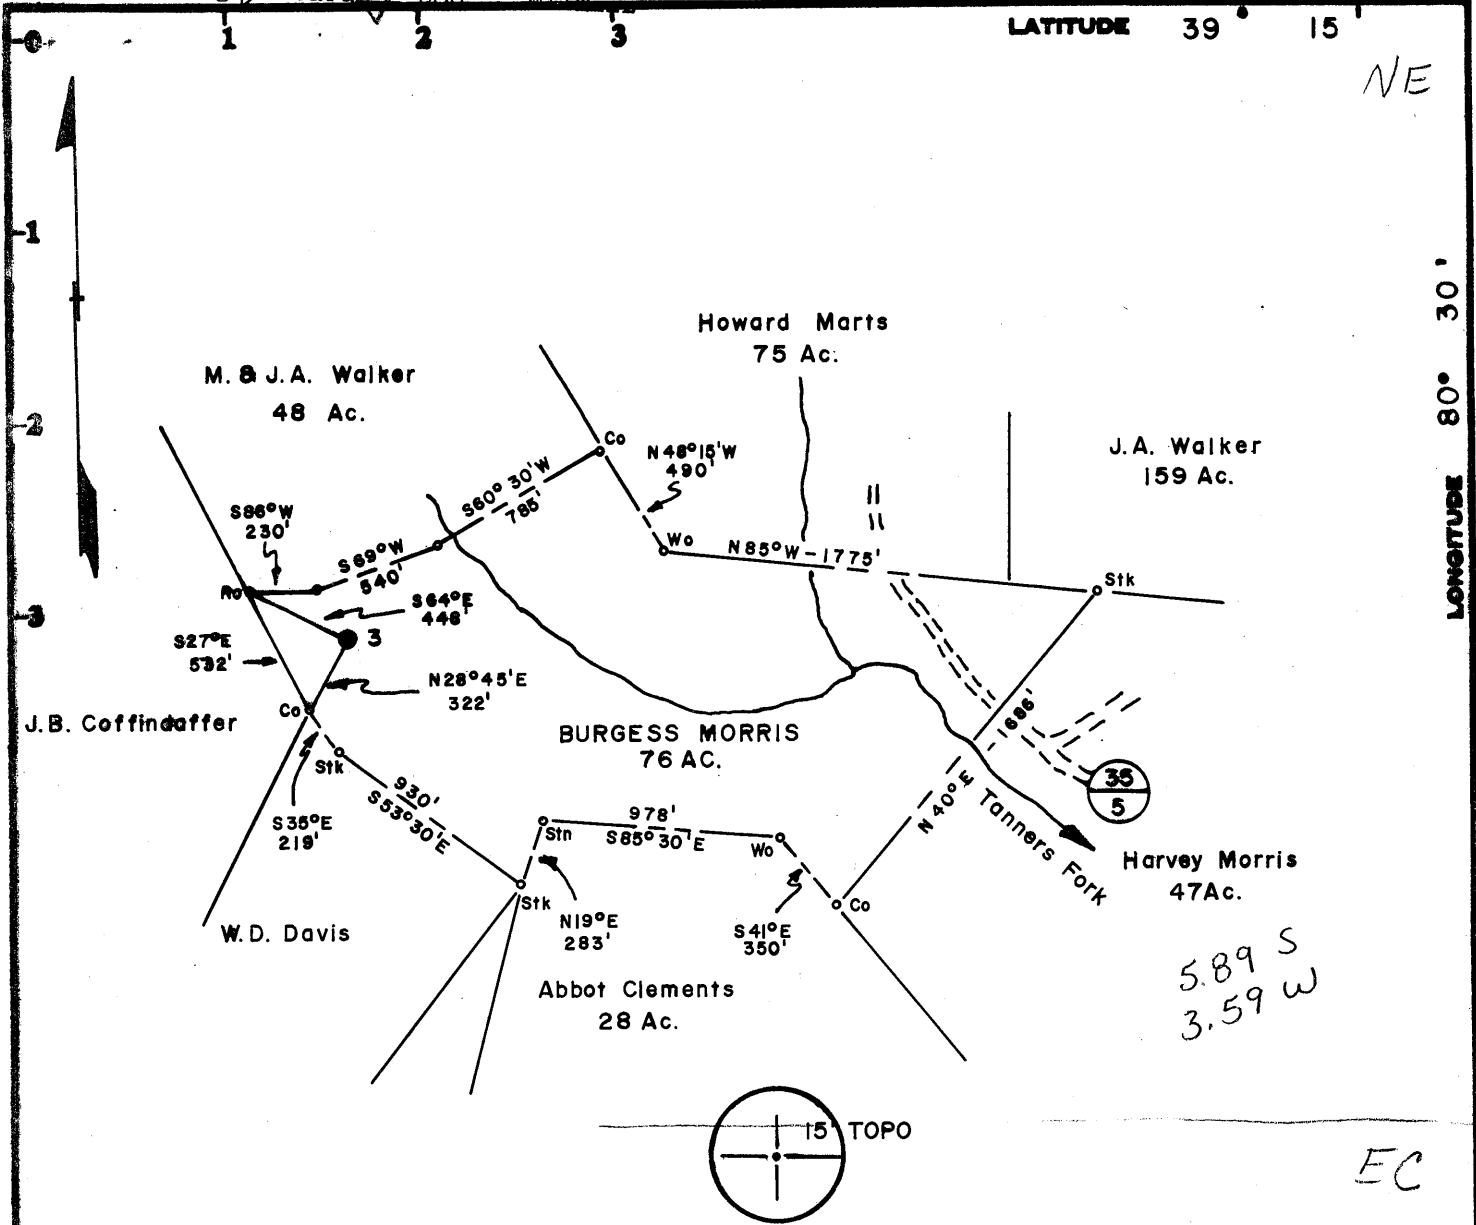 LATITUDE 39° 15'
0
1
2
3
NE
1
2
3
LONGITUDE 80° 30'
Howard Marts
75 Ac.
M. & J.A. Walker
48 Ac.
J.A. Walker
159 Ac.
Co
N48°15'W
490'
S60°30'W
785'
S86°W
230'
S69°W
540'
Wo
N85°W-1775'
Stk
S64°E
446'
3
S27°E
532'
N28°45'E
322'
Co
J.B. Coffindaffer
BURGESS MORRIS
76 AC.
686'
N40°E
35
5
Stk
930'
S53°30'E
S35°E
219'
978'
S85°30'E
Stn
Wo
Tanners Fork
Harvey Morris
47Ac.
Stk
Co
N19°E
283'
S41°E
350'
W.D. Davis
Abbot Clements
28 Ac.
5.89 S
3.59 W
15' TOPO
EC